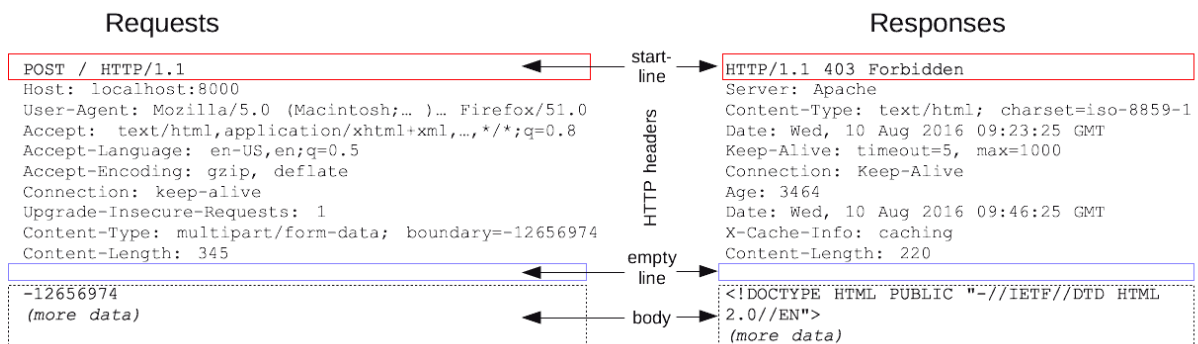 Requests
POST / HTTP/1.1
Host: localhost:8000
User-Agent: Mozilla/5.0 (Macintosh;… )… Firefox/51.0
Accept: text/html,application/xhtml+xml,…,*/*;q=0.8
Accept-Language: en-US,en;q=0.5
Accept-Encoding: gzip, deflate
Connection: keep-alive
Upgrade-Insecure-Requests: 1
Content-Type: multipart/form-data; boundary=-12656974
Content-Length: 345
-12656974
(more data)
start-
line
HTTP headers
empty
line
body
Responses
HTTP/1.1 403 Forbidden
Server: Apache
Content-Type: text/html; charset=iso-8859-1
Date: Wed, 10 Aug 2016 09:23:25 GMT
Keep-Alive: timeout=5, max=1000
Connection: Keep-Alive
Age: 3464
Date: Wed, 10 Aug 2016 09:46:25 GMT
X-Cache-Info: caching
Content-Length: 220
<!DOCTYPE HTML PUBLIC "-//IETF//DTD HTML
2.0//EN">
(more data)